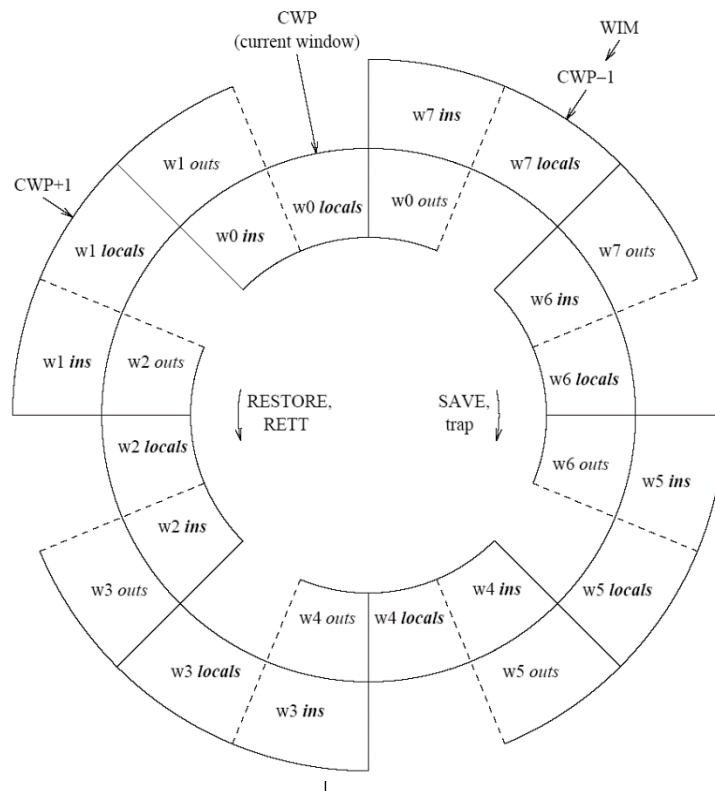 CWP
(current window)
WIM
CWP−1
w7 ins
w7 locals
w1 outs
w0 locals
w0 outs
CWP+1
w0 ins
w7 outs
w1 locals
w6 ins
w1 ins
w2 outs
w6 locals
RESTORE,
RETT
SAVE,
trap
w2 locals
w6 outs
w5 ins
w2 ins
w3 outs
w4 ins
w5 locals
w4 outs
w4 locals
w3 locals
w5 outs
w3 ins